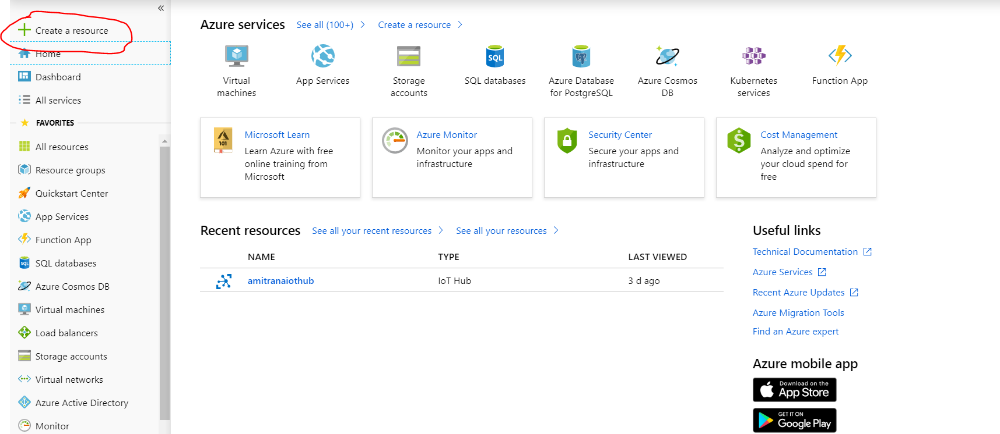 «
Create a resource
Home
Dashboard
All services
FAVORITES
All resources
Resource groups
Quickstart Center
App Services
Function App
SQL databases
Azure Cosmos DB
Virtual machines
Load balancers
Storage accounts
Virtual networks
Azure Active Directory
Monitor
Azure services See all (100+) Create a resource
Virtual
machines
App Services
Storage
accounts
SQL
SQL databases
Azure Database
for PostgreSQL
Azure Cosmos
DB
Kubernetes
services
Function App
101
Microsoft Learn
Learn Azure with free
online training from
Microsoft
Azure Monitor
Monitor your apps and
infrastructure
Security Center
Secure your apps and
infrastructure
Cost Management
Analyze and optimize
your cloud spend for
free
Recent resources See all your recent resources See all your resources
NAME TYPE LAST VIEWED
amitranaiothub IoT Hub 3 d ago
Useful links
Technical Documentation
Azure Services
Recent Azure Updates
Azure Migration Tools
Find an Azure expert
Azure mobile app
Download on the
App Store
GET IT ON
Google Play